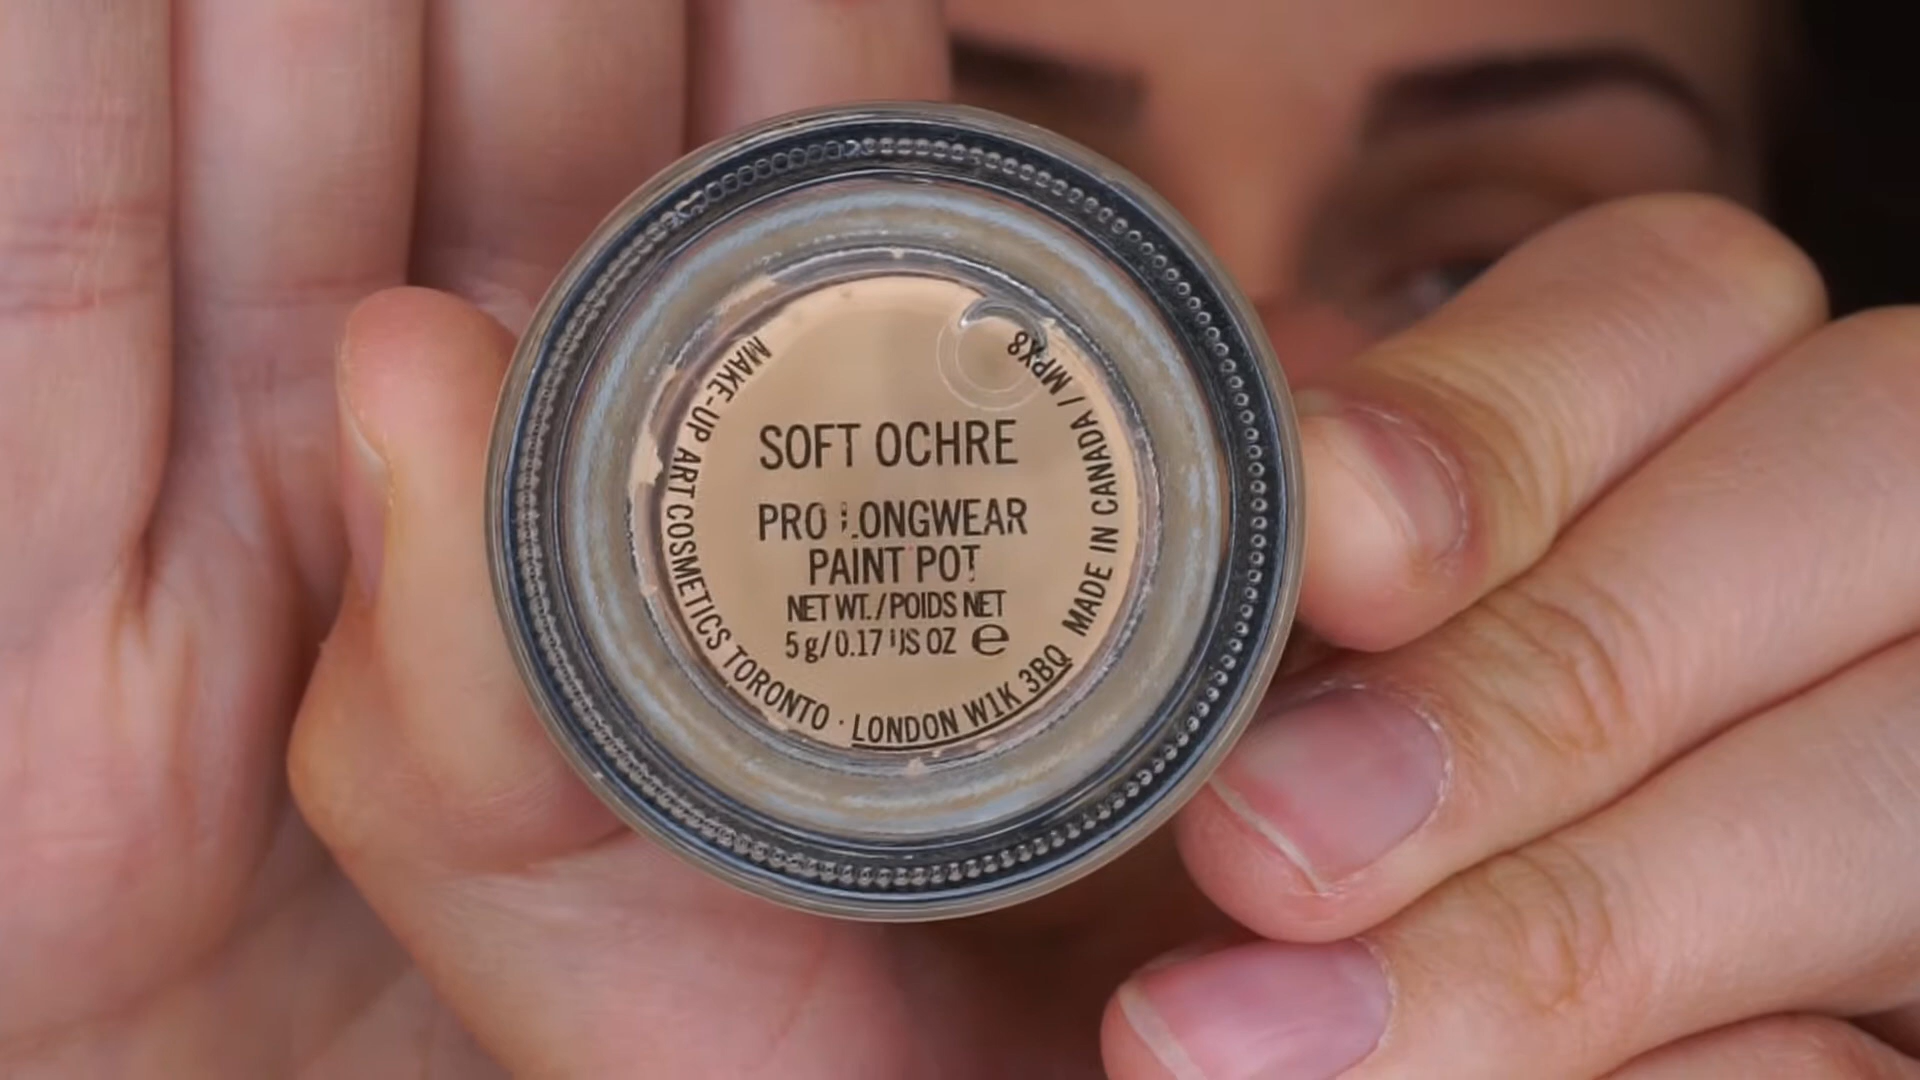 SOFT OCHRE
PRO LONGWEAR
PAINT POT
NET WT./POIDS NET
5 g/0.17 US OZ e
MAKE-UP ART COSMETICS TORONTO · LONDON W1K 3BQ MADE IN CANADA / MPX8